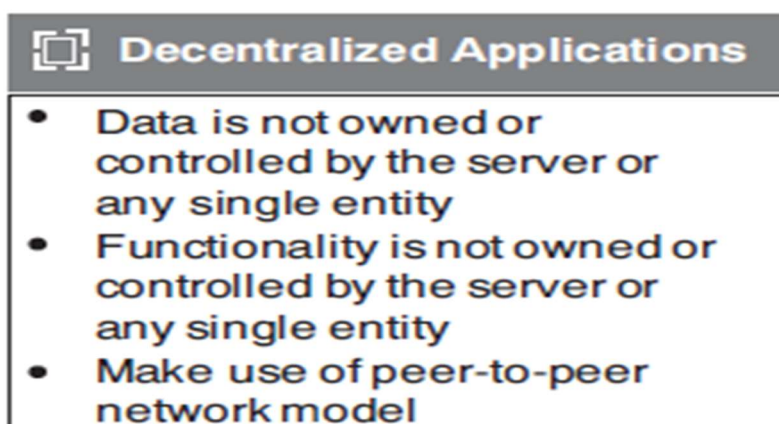 Decentralized Applications
• Data is not owned or
controlled by the server or
any single entity
• Functionality is not owned or
controlled by the server or
any single entity
• Make use of peer-to-peer
network model